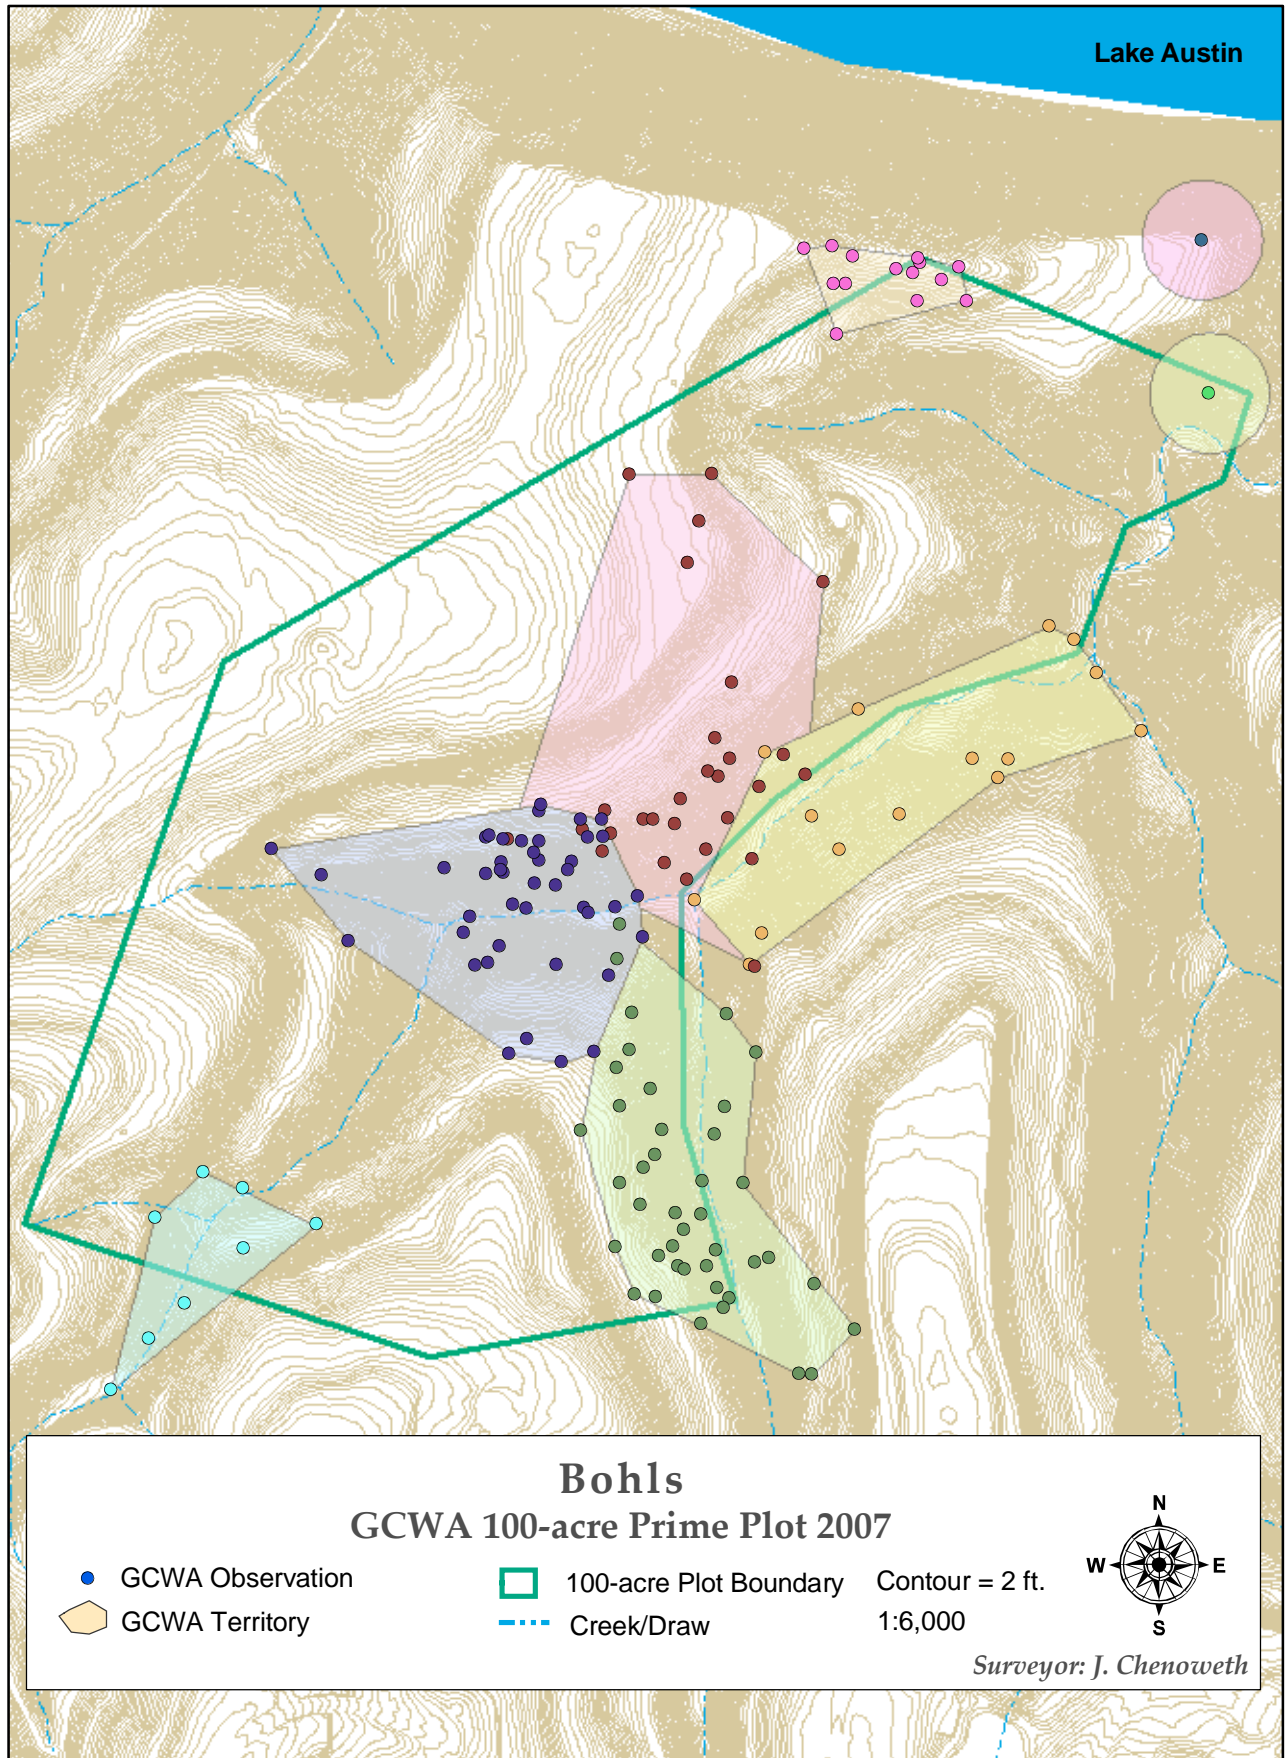 Lake Austin
Bohls
GCWA 100-acre Prime Plot 2007
N
W E
S
GCWA Observation
GCWA Territory
100-acre Plot Boundary
Creek/Draw
Contour = 2 ft.
1:6,000
Surveyor: J. Chenoweth